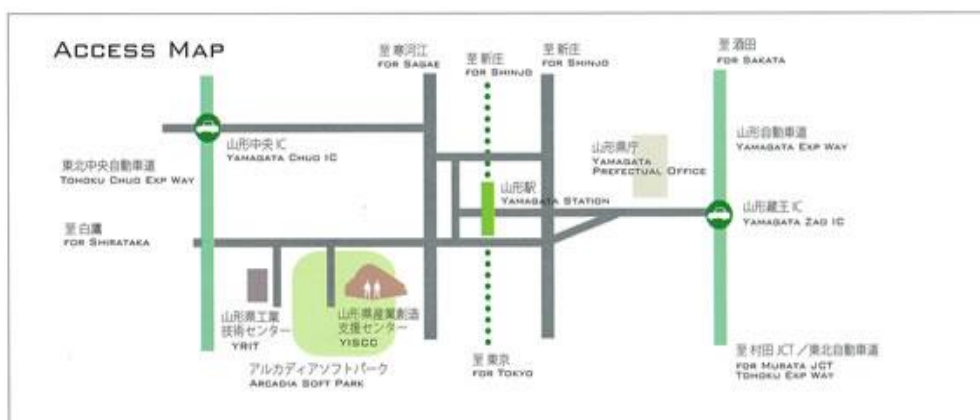 ACCESS MAP
至 寒河江
FOR SAGAE
至 新庄
FOR SHINJO
至 新庄
FOR SHINJO
至 酒田
FOR SAKATA
山形中央 IC
YAMAGATA CHUO IC
山形県庁
YAMAGATA
PREFECTUAL OFFICE
山形自動車道
YAMAGATA EXP WAY
東北中央自動車道
TOHOKU CHUO EXP WAY
山形駅
YAMAGATA STATION
山形蔵王 IC
YAMAGATA ZAO IC
至 白鷹
FOR SHIRATAKA
山形県工業
技術センター
YRIT
山形県産業創造
支援センター
YISCC
アルカディアソフトパーク
ARCADIA SOFT PARK
至 東京
FOR TOKYO
至 村田 JCT ／東北自動車道
FOR MURATA JCT
TOHOKU EXP WAY